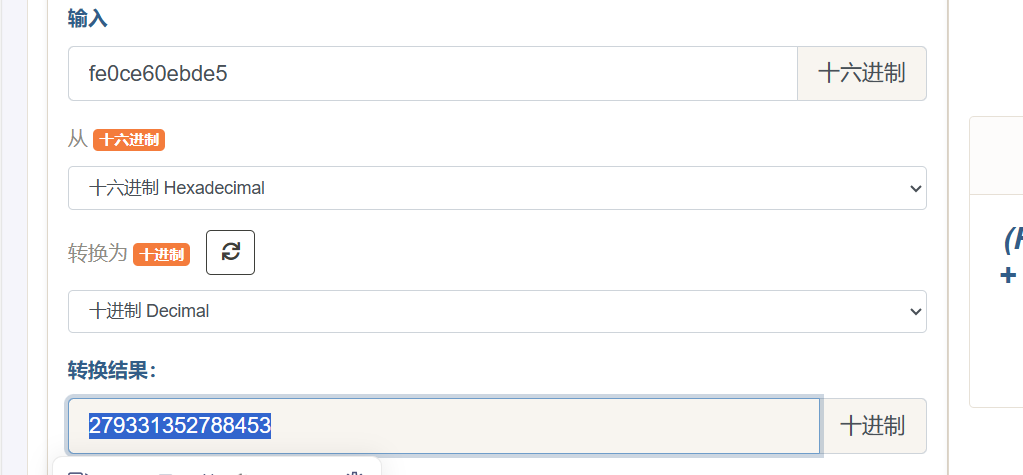 输入
fe0ce60ebde5 十六进制
从 十六进制
十六进制 Hexadecimal
转换为 十进制
十进制 Decimal
转换结果：
279331352788453 十进制
(
+